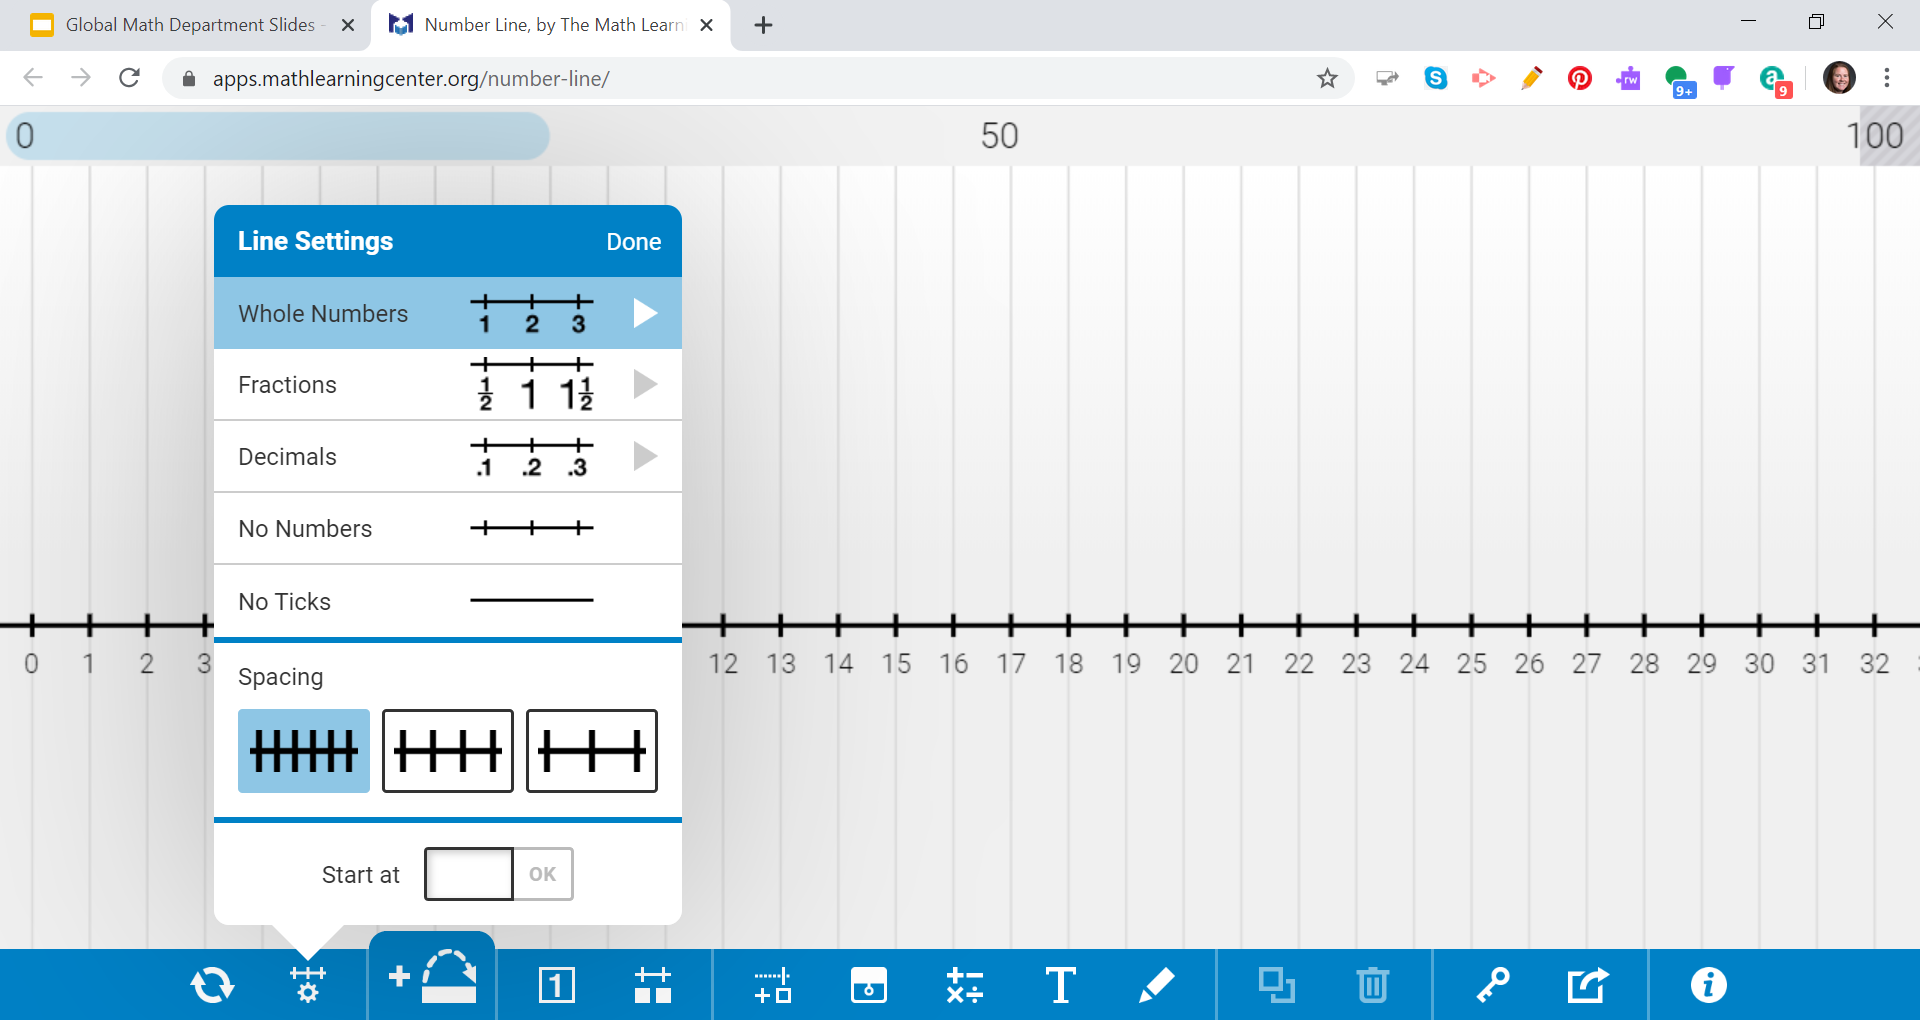 Global Math Department Slides -
Number Line, by The Math Learn
apps.mathlearningcenter.org/number-line/
S
rw
9+
a
9
0 50 100
Line Settings Done
Whole Numbers 1 2 3
Fractions 1/2 1 1 1/2
Decimals .1 .2 .3
No Numbers
No Ticks
0 1 2 3 12 13 14 15 16 17 18 19 20 21 22 23 24 25 26 27 28 29 30 31 32
Spacing
Start at OK
1
T
i